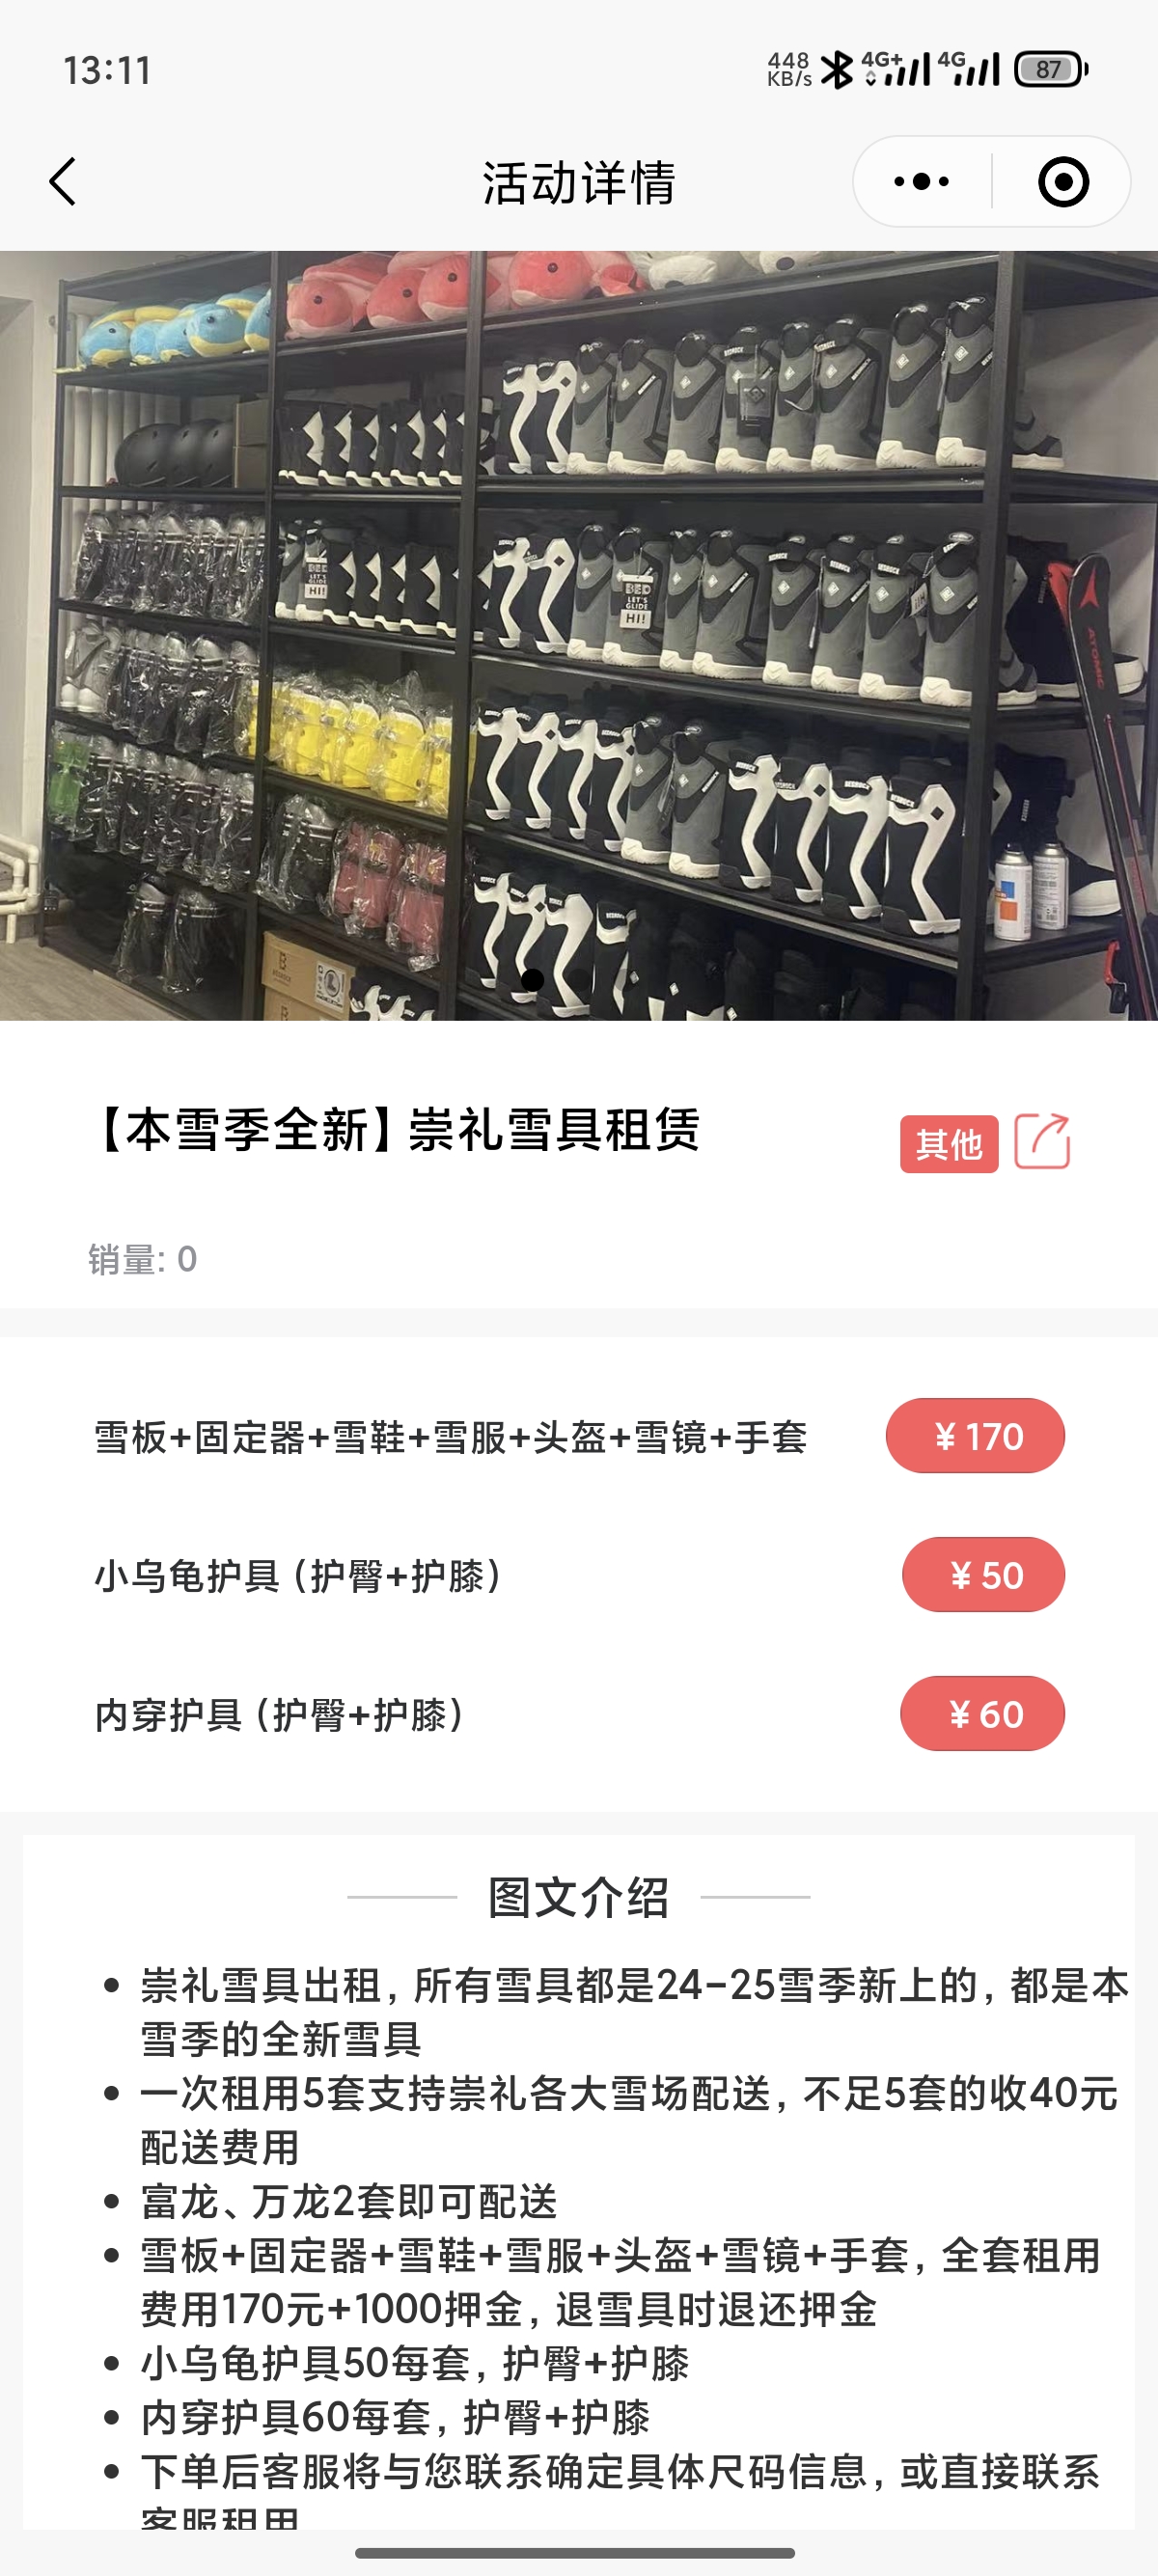 13:11
448
KB/s
4G+
4G
87
活动详情
BED
LET'S
GLIDE
HI!
BED
LET'S
GLIDE
HI!
ATOMIC
【本雪季全新】崇礼雪具租赁
其他
销量: 0
雪板+固定器+雪鞋+雪服+头盔+雪镜+手套
¥ 170
小乌龟护具（护臀+护膝）
¥ 50
内穿护具（护臀+护膝）
¥ 60
图文介绍
• 崇礼雪具出租，所有雪具都是24-25雪季新上的，都是本
雪季的全新雪具
• 一次租用5套支持崇礼各大雪场配送，不足5套的收40元
配送费用
• 富龙、万龙2套即可配送
• 雪板+固定器+雪鞋+雪服+头盔+雪镜+手套，全套租用
费用170元+1000押金，退雪具时退还押金
• 小乌龟护具50每套，护臀+护膝
• 内穿护具60每套，护臀+护膝
• 下单后客服将与您联系确定具体尺码信息，或直接联系
客服租用